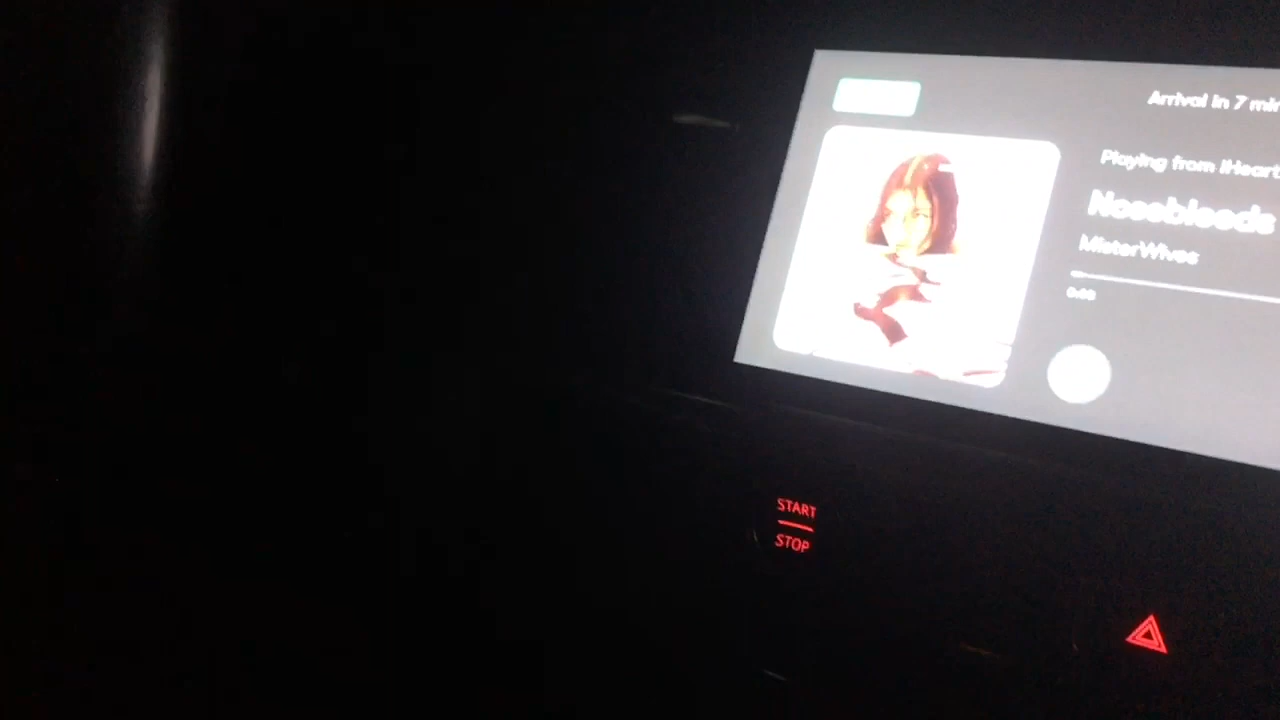 Arrival in 7 min
Playing from iHeart
Nosebleeds
MisterWives
START
STOP